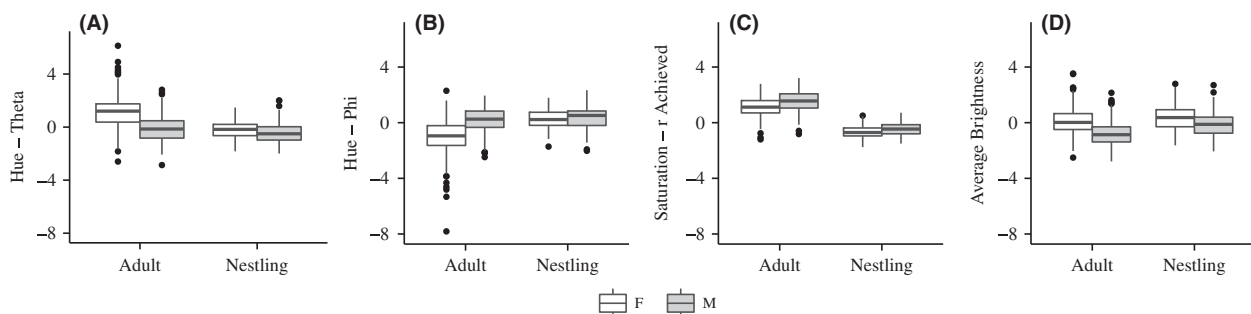 (A)
Hue – Theta
4
0
–4
–8
Adult Nestling
(B)
Hue – Phi
4
0
–4
–8
Adult Nestling
(C)
Saturation – r Achieved
4
0
–4
–8
Adult Nestling
(D)
Average Brightness
4
0
–4
–8
Adult Nestling
F M